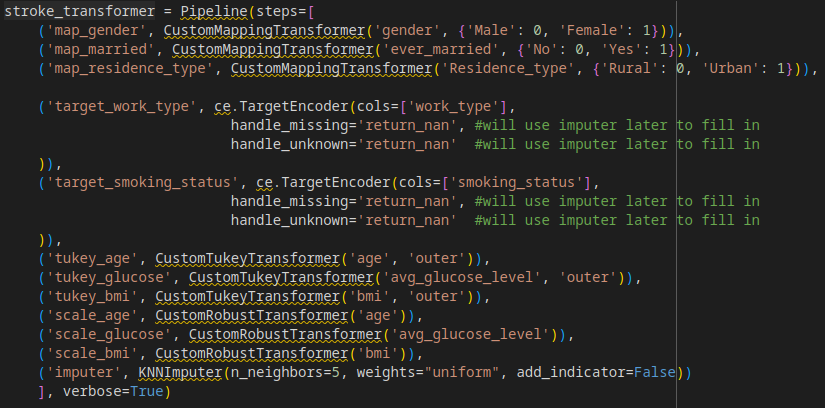 stroke_transformer = Pipeline(steps=[
    ('map_gender', CustomMappingTransformer('gender', {'Male': 0, 'Female': 1})),
    ('map_married', CustomMappingTransformer('ever_married', {'No': 0, 'Yes': 1})),
    ('map_residence_type', CustomMappingTransformer('Residence_type', {'Rural': 0, 'Urban': 1})),

    ('target_work_type', ce.TargetEncoder(cols=['work_type'],
                           handle_missing='return_nan', #will use imputer later to fill in
                           handle_unknown='return_nan'  #will use imputer later to fill in
    )),
    ('target_smoking_status', ce.TargetEncoder(cols=['smoking_status'],
                           handle_missing='return_nan', #will use imputer later to fill in
                           handle_unknown='return_nan'  #will use imputer later to fill in
    )),
    ('tukey_age', CustomTukeyTransformer('age', 'outer')),
    ('tukey_glucose', CustomTukeyTransformer('avg_glucose_level', 'outer')),
    ('tukey_bmi', CustomTukeyTransformer('bmi', 'outer')),
    ('scale_age', CustomRobustTransformer('age')),
    ('scale_glucose', CustomRobustTransformer('avg_glucose_level')),
    ('scale_bmi', CustomRobustTransformer('bmi')),
    ('imputer', KNNImputer(n_neighbors=5, weights="uniform", add_indicator=False))
    ], verbose=True)